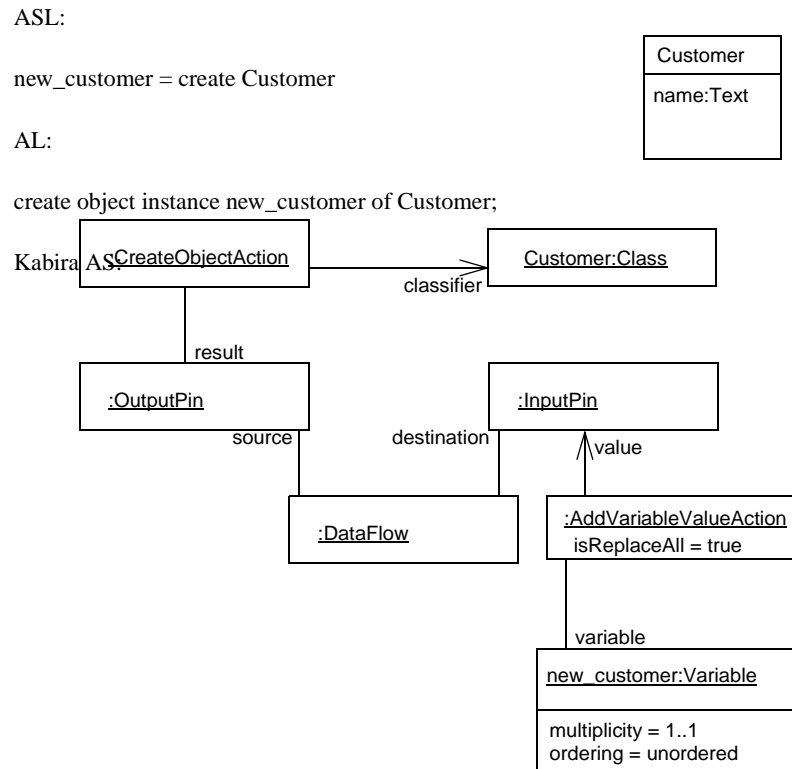 ASL:
Customer
new_customer = create Customer
name:Text
AL:
create object instance new_customer of Customer;
Kabira AS:
:CreateObjectAction
Customer:Class
classifier
result
:OutputPin
:InputPin
source
destination
value
:DataFlow
:AddVariableValueAction
isReplaceAll = true
variable
new_customer:Variable
multiplicity = 1..1
ordering = unordered